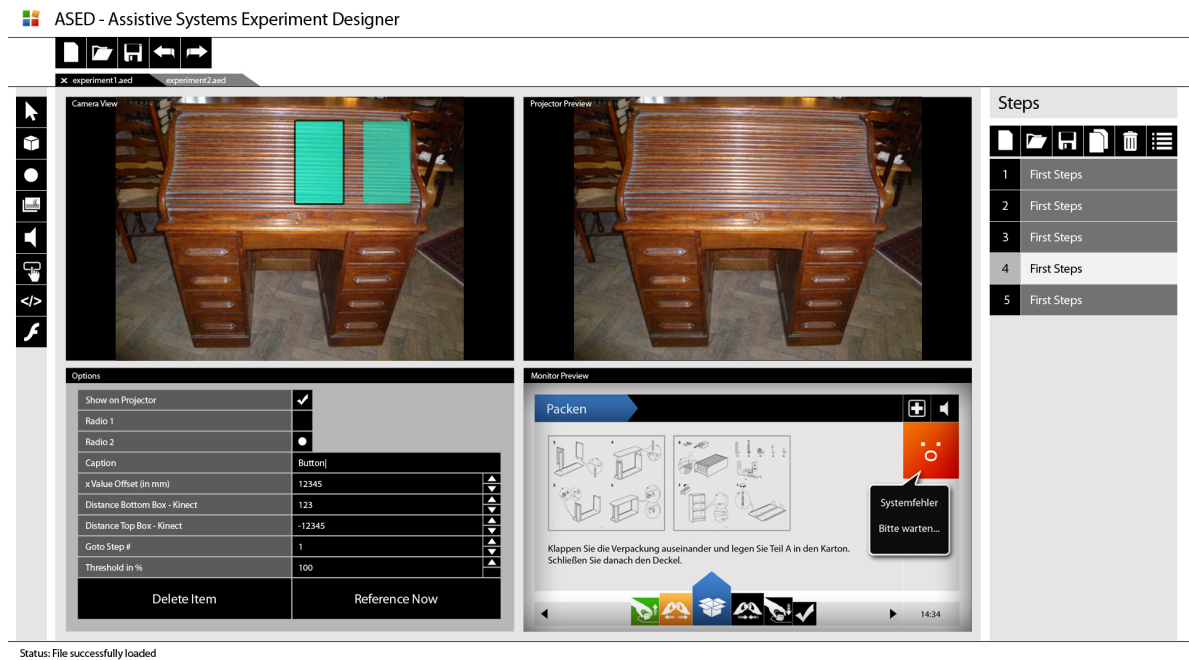 ASED - Assistive Systems Experiment Designer
experiment1.aed
experiment2.aed
Camera View
Projector Preview
Steps
1 First Steps
2 First Steps
3 First Steps
4 First Steps
5 First Steps
</>
Options
Show on Projector
Radio 1
Radio 2
Caption Button
x Value Offset (in mm) 12345
Distance Bottom Box - Kinect 123
Distance Top Box - Kinect -12345
Goto Step # 1
Threshold in % 100
Delete Item
Reference Now
Monitor Preview
Packen
Systemfehler
Bitte warten...
Klappen Sie die Verpackung auseinander und legen Sie Teil A in den Karton.
Schließen Sie danach den Deckel.
14:34
Status: File successfully loaded